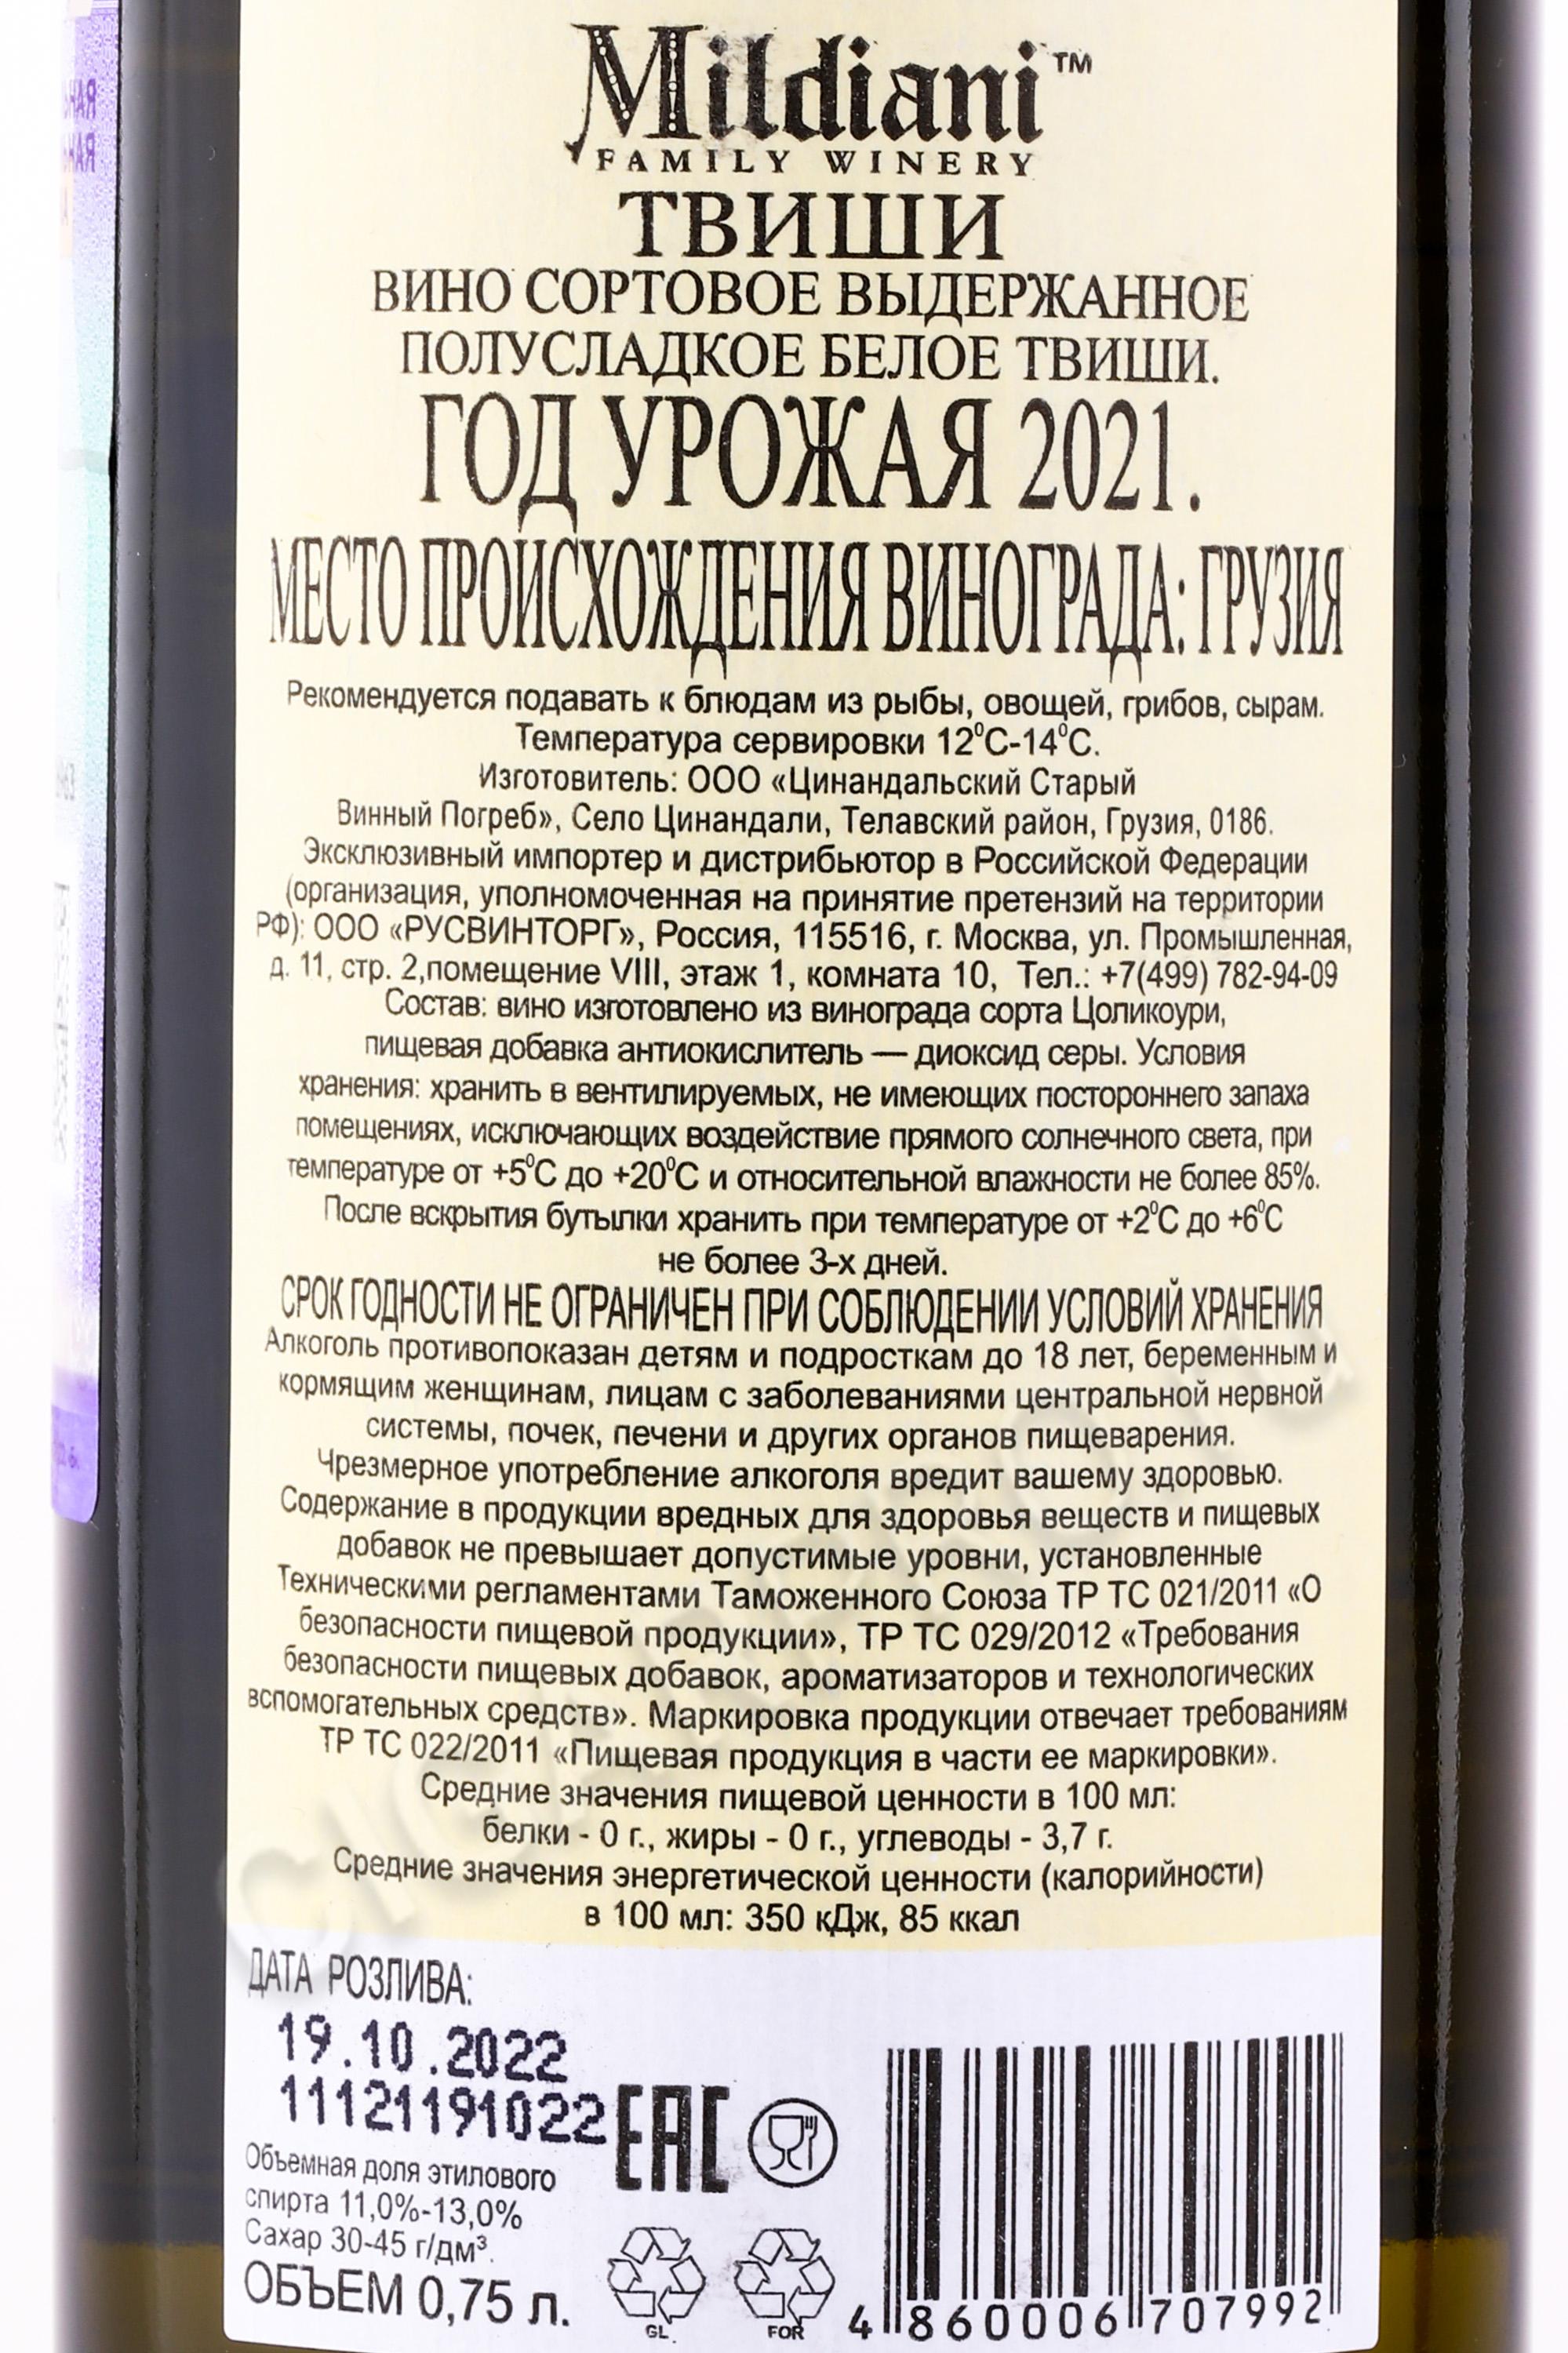 Mildiani™
FAMILY WINERY
ТВИШИ
ВИНО СОРТОВОЕ ВЫДЕРЖАННОЕ
ПОЛУСЛАДКОЕ БЕЛОЕ ТВИШИ.
ГОД УРОЖАЯ 2021.
МЕСТО ПРОИСХОЖДЕНИЯ ВИНОГРАДА: ГРУЗИЯ
Рекомендуется подавать к блюдам из рыбы, овощей, грибов, сырам.
Температура сервировки 12⁰С-14⁰С.
Изготовитель: ООО «Цинандальский Старый
Винный Погреб», Село Цинандали, Телавский район, Грузия, 0186.
Эксклюзивный импортер и дистрибьютор в Российской Федерации
(организация, уполномоченная на принятие претензий на территории
РФ): ООО «РУСВИНТОРГ», Россия, 115516, г. Москва, ул. Промышленная,
д. 11, стр. 2,помещение VIII, этаж 1, комната 10, Тел.: +7(499) 782-94-09
Состав: вино изготовлено из винограда сорта Цоликоури,
пищевая добавка антиокислитель — диоксид серы. Условия
хранения: хранить в вентилируемых, не имеющих постороннего запаха
помещениях, исключающих воздействие прямого солнечного света, при
температуре от +5⁰С до +20⁰С и относительной влажности не более 85%.
После вскрытия бутылки хранить при температуре от +2⁰С до +6⁰С
не более 3-х дней.
СРОК ГОДНОСТИ НЕ ОГРАНИЧЕН ПРИ СОБЛЮДЕНИИ УСЛОВИЙ ХРАНЕНИЯ
Алкоголь противопоказан детям и подросткам до 18 лет, беременным и
кормящим женщинам, лицам с заболеваниями центральной нервной
системы, почек, печени и других органов пищеварения.
Чрезмерное употребление алкоголя вредит вашему здоровью.
Содержание в продукции вредных для здоровья веществ и пищевых
добавок не превышает допустимые уровни, установленные
Техническими регламентами Таможенного Союза ТР ТС 021/2011 «О
безопасности пищевой продукции», ТР ТС 029/2012 «Требования
безопасности пищевых добавок, ароматизаторов и технологических
вспомогательных средств». Маркировка продукции отвечает требованиям
ТР ТС 022/2011 «Пищевая продукция в части ее маркировки».
Средние значения пищевой ценности в 100 мл:
белки - 0 г., жиры - 0 г., углеводы - 3,7 г.
Средние значения энергетической ценности (калорийности)
в 100 мл: 350 кДж, 85 ккал
ДАТА РОЗЛИВА:
19.10.2022
11121191022
EAC
Объемная доля этилового
спирта 11,0%-13,0%
Сахар 30-45 г/дм³.
ОБЪЕМ 0,75 л.
GL
FOR
4 860006 707992